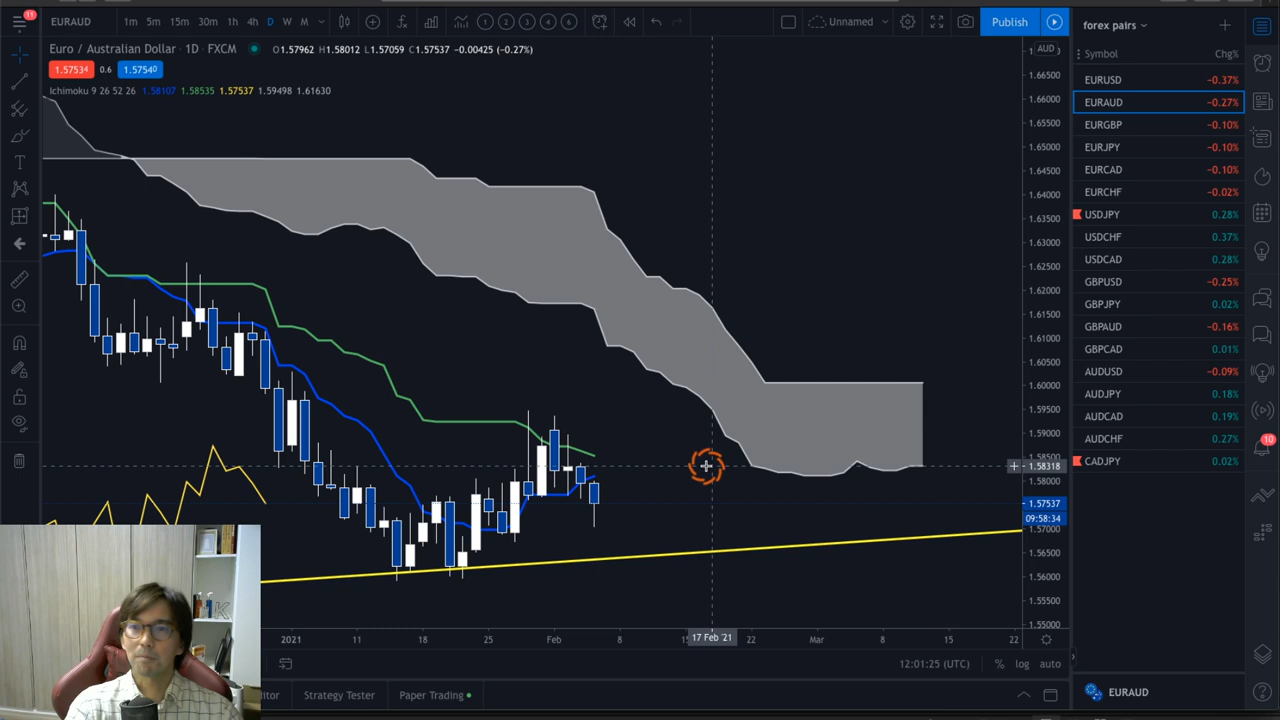 11
EURAUD
1m 5m 15m 30m 1h 4h D W M
1 2 3 4 6
Unnamed
Publish
Euro / Australian Dollar · 1D · FXCM
O1.57962 H1.58012 L1.57059 C1.57537 −0.00425 (−0.27%)
1.57534 0.6 1.57540
Ichimoku 9 26 52 26 1.58107 1.58535 1.57537 1.59498 1.61630
AUD
1.66500
1.66000
1.65500
1.65000
1.64500
1.64000
1.63500
1.63000
1.62500
1.62000
1.61500
1.61000
1.60500
1.60000
1.59500
1.59000
1.58500
1.58318
1.58000
1.57537
09:58:34
1.57000
1.56500
1.56000
1.55500
1.55000
2021 11 18 25 Feb 8 17 Feb '21 22 Mar 8 15 22
12:01:25 (UTC) % log auto
Strategy Tester Paper Trading
forex pairs
Symbol Chg%
EURUSD −0.37%
EURAUD −0.27%
EURGBP −0.10%
EURJPY −0.10%
EURCAD −0.10%
EURCHF −0.02%
USDJPY 0.28%
USDCHF 0.37%
USDCAD 0.28%
GBPUSD −0.25%
GBPJPY 0.02%
GBPAUD −0.16%
GBPCAD 0.01%
AUDUSD −0.09%
AUDJPY 0.18%
AUDCAD 0.19%
AUDCHF 0.27%
CADJPY 0.02%
10
EURAUD